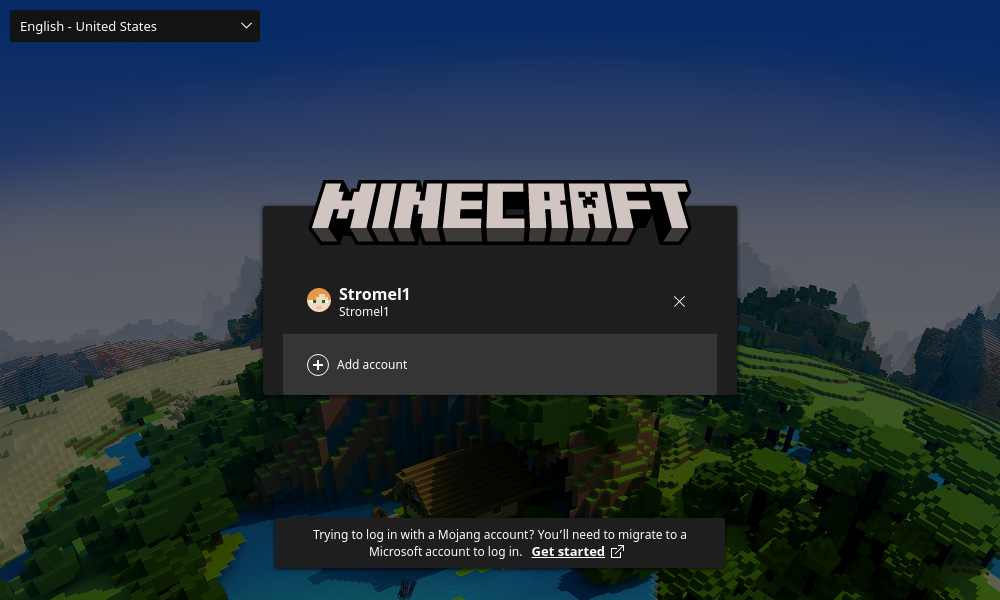 English - United States
MINECRAFT
Stromel1
Stromel1
Add account
Trying to log in with a Mojang account? You’ll need to migrate to a
Microsoft account to log in. Get started